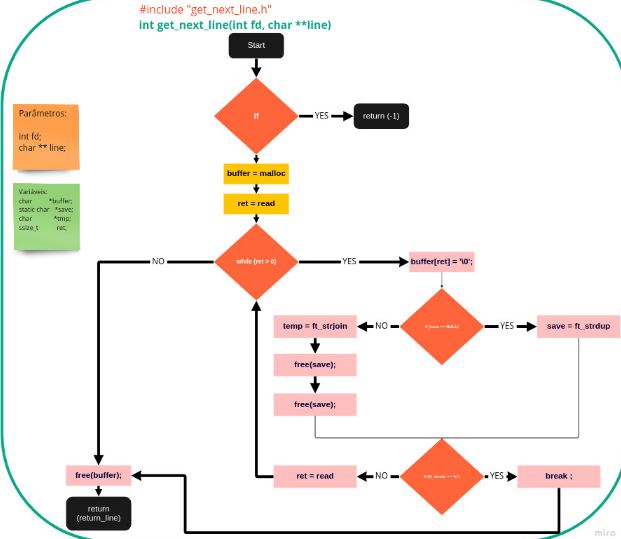 #include "get_next_line.h"
int get_next_line(int fd, char **line)
Start
Parâmetros:
int fd;
char ** line;
if
YES
return (-1)
buffer = malloc
Variáveis:
char *buffer;
static char *save;
char *tmp;
ssize_t ret;
ret = read
NO
while (ret > 0)
YES
buffer[ret] = '\0';
temp = ft_strjoin
NO
if (save == NULL)
YES
save = ft_strdup
free(save);
free(save);
free(buffer);
ret = read
NO
YES
break ;
return
(return_line)
miro